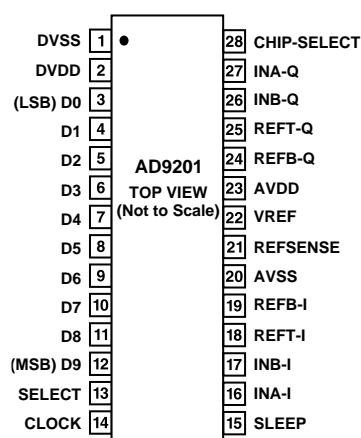 DVSS 1 28 CHIP-SELECT
DVDD 2 27 INA-Q
(LSB) D0 3 26 INB-Q
D1 4 25 REFT-Q
D2 5 24 REFB-Q
AD9201
D3 6 23 AVDD
TOP VIEW
(Not to Scale)
D4 7 22 VREF
D5 8 21 REFSENSE
D6 9 20 AVSS
D7 10 19 REFB-I
D8 11 18 REFT-I
(MSB) D9 12 17 INB-I
SELECT 13 16 INA-I
CLOCK 14 15 SLEEP